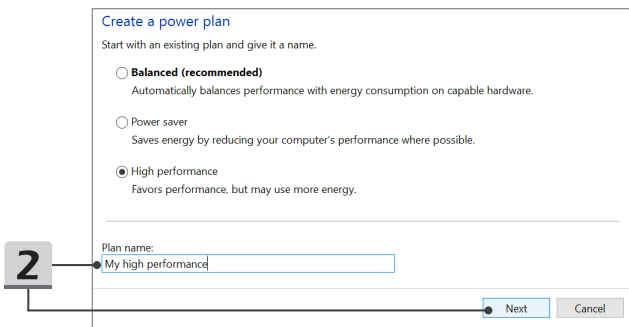 Create a power plan
Start with an existing plan and give it a name.
Balanced (recommended)
Automatically balances performance with energy consumption on capable hardware.
Power saver
Saves energy by reducing your computer's performance where possible.
High performance
Favors performance, but may use more energy.
Plan name:
My high performance
2
Next Cancel